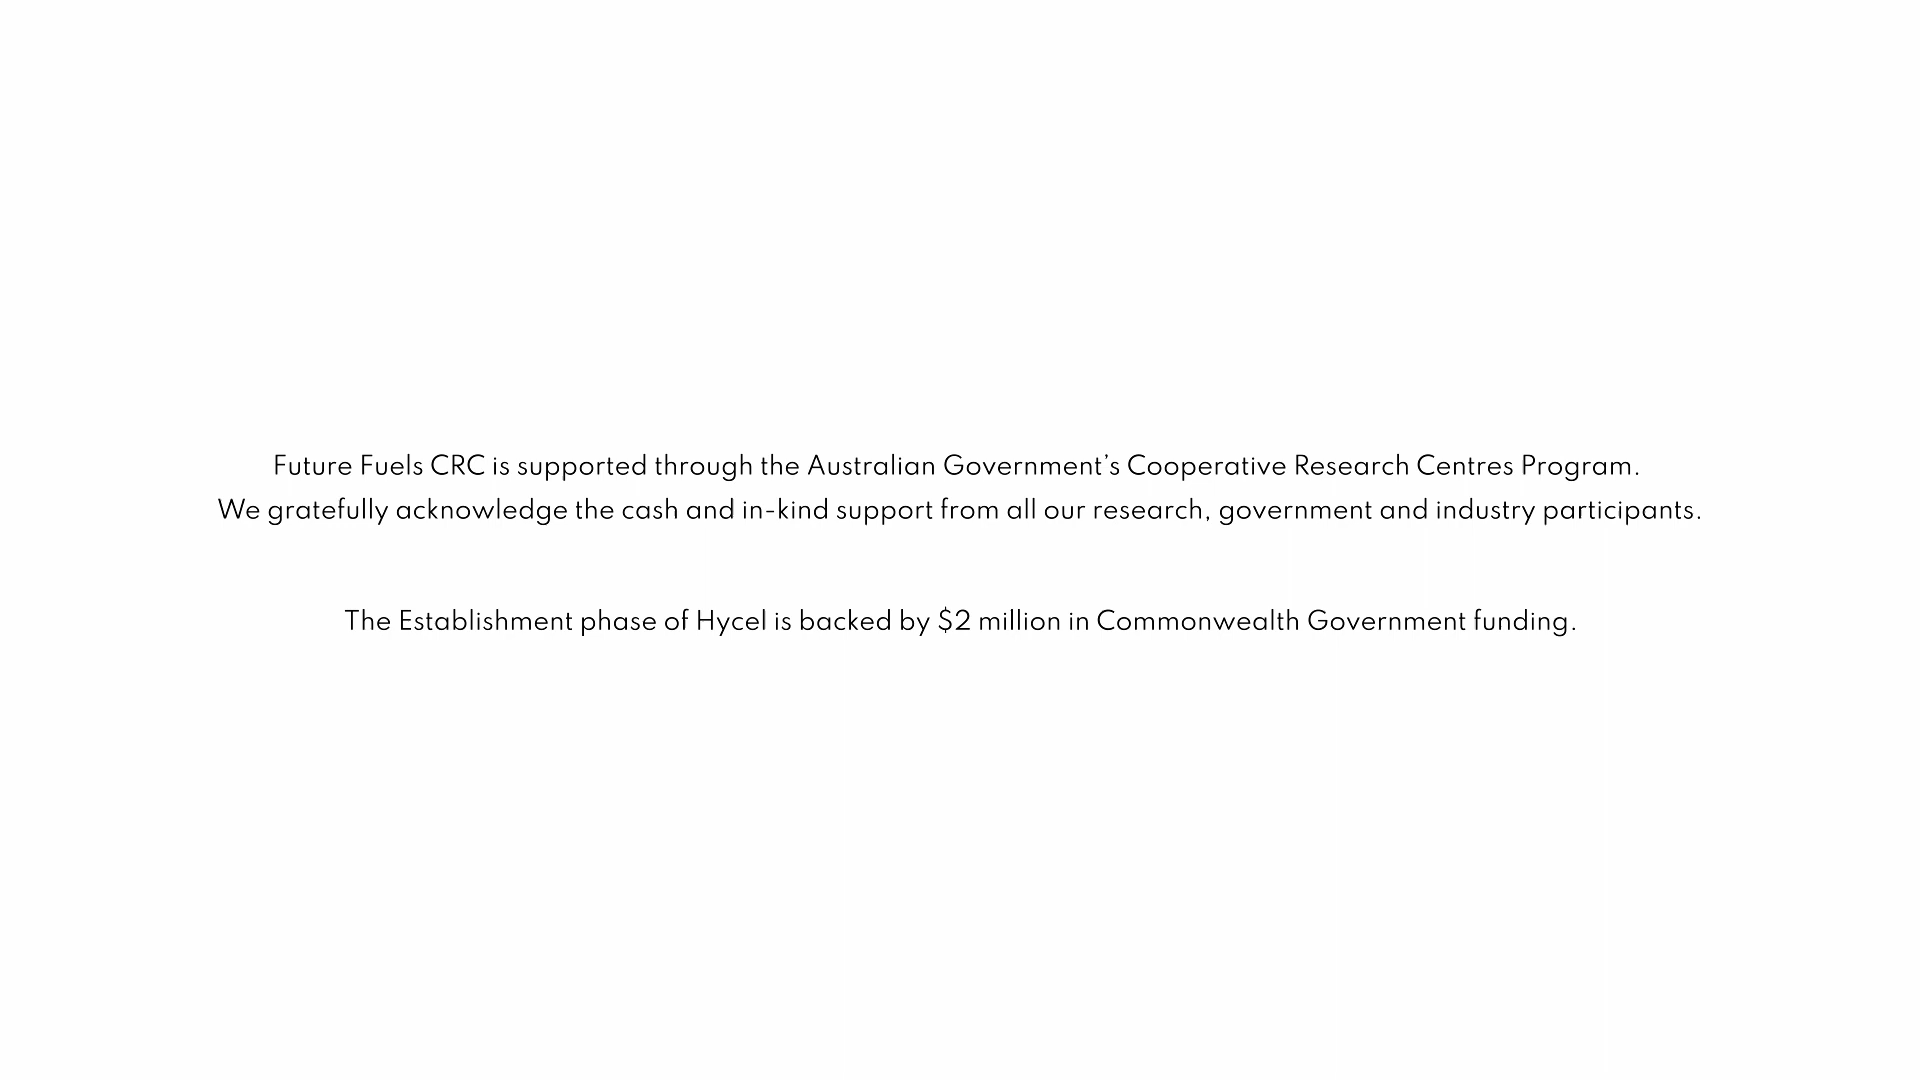 Future Fuels CRC is supported through the Australian Government’s Cooperative Research Centres Program.
We gratefully acknowledge the cash and in-kind support from all our research, government and industry participants.
The Establishment phase of Hycel is backed by $2 million in Commonwealth Government funding.